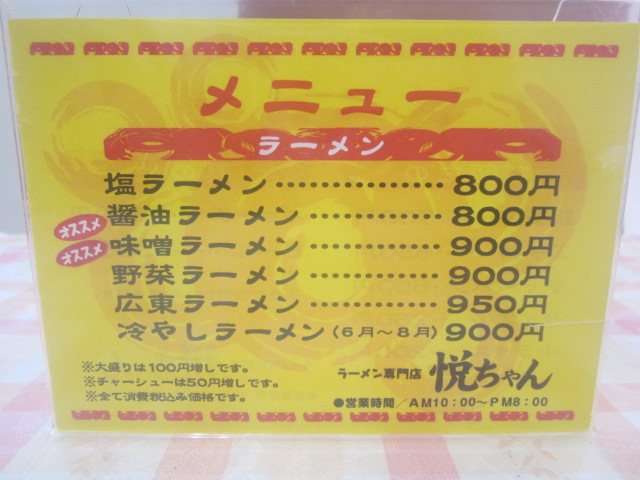 メニュー
ラーメン
塩ラーメン……………… 800円
オススメ 醤油ラーメン…………… 800円
オススメ 味噌ラーメン…………… 900円
野菜ラーメン…………… 900円
広東ラーメン…………… 950円
冷やしラーメン(6月〜8月) 900円
※大盛りは100円増しです。
※チャーシューは50円増しです。
※全て消費税込み価格です。
ラーメン専門店 悦ちゃん
●営業時間/AM10:00〜PM8:00